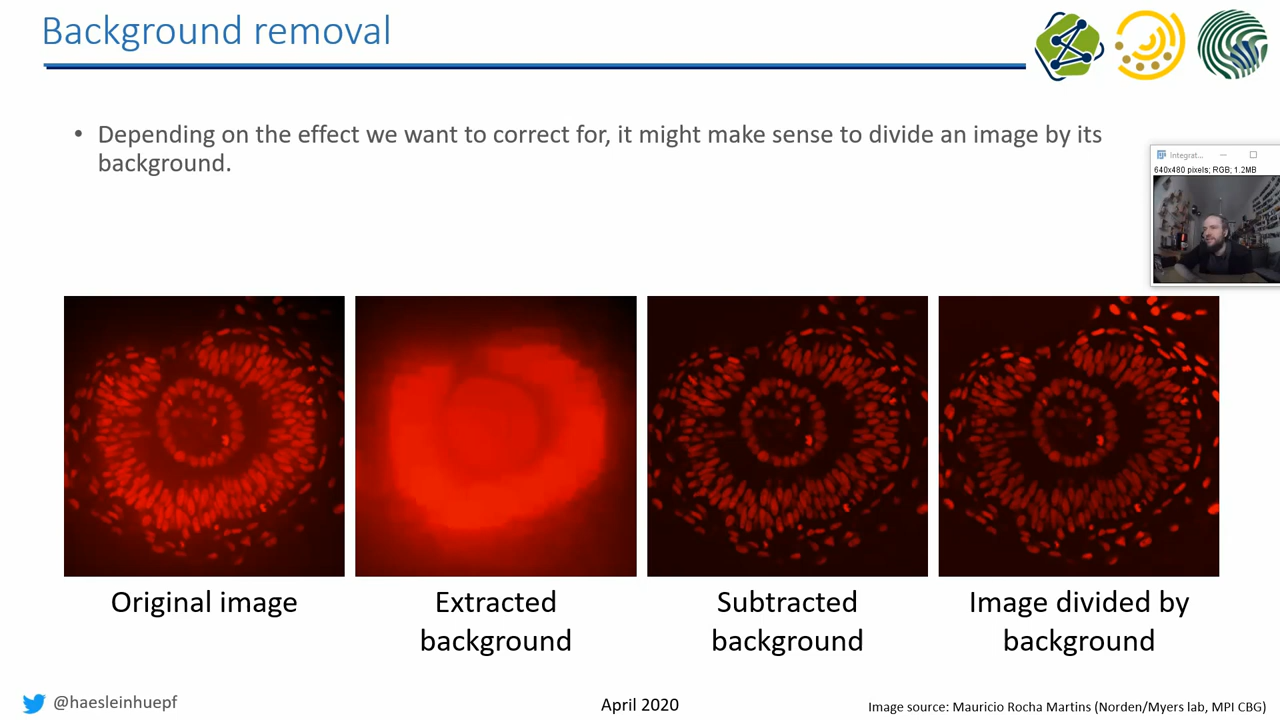 Background removal
• Depending on the effect we want to correct for, it might make sense to divide an image by its
background.
Integrat...
640x480 pixels; RGB; 1.2MB
Original image
Extracted
background
Subtracted
background
Image divided by
background
@haesleinhuepf
April 2020
Image source: Mauricio Rocha Martins (Norden/Myers lab, MPI CBG)